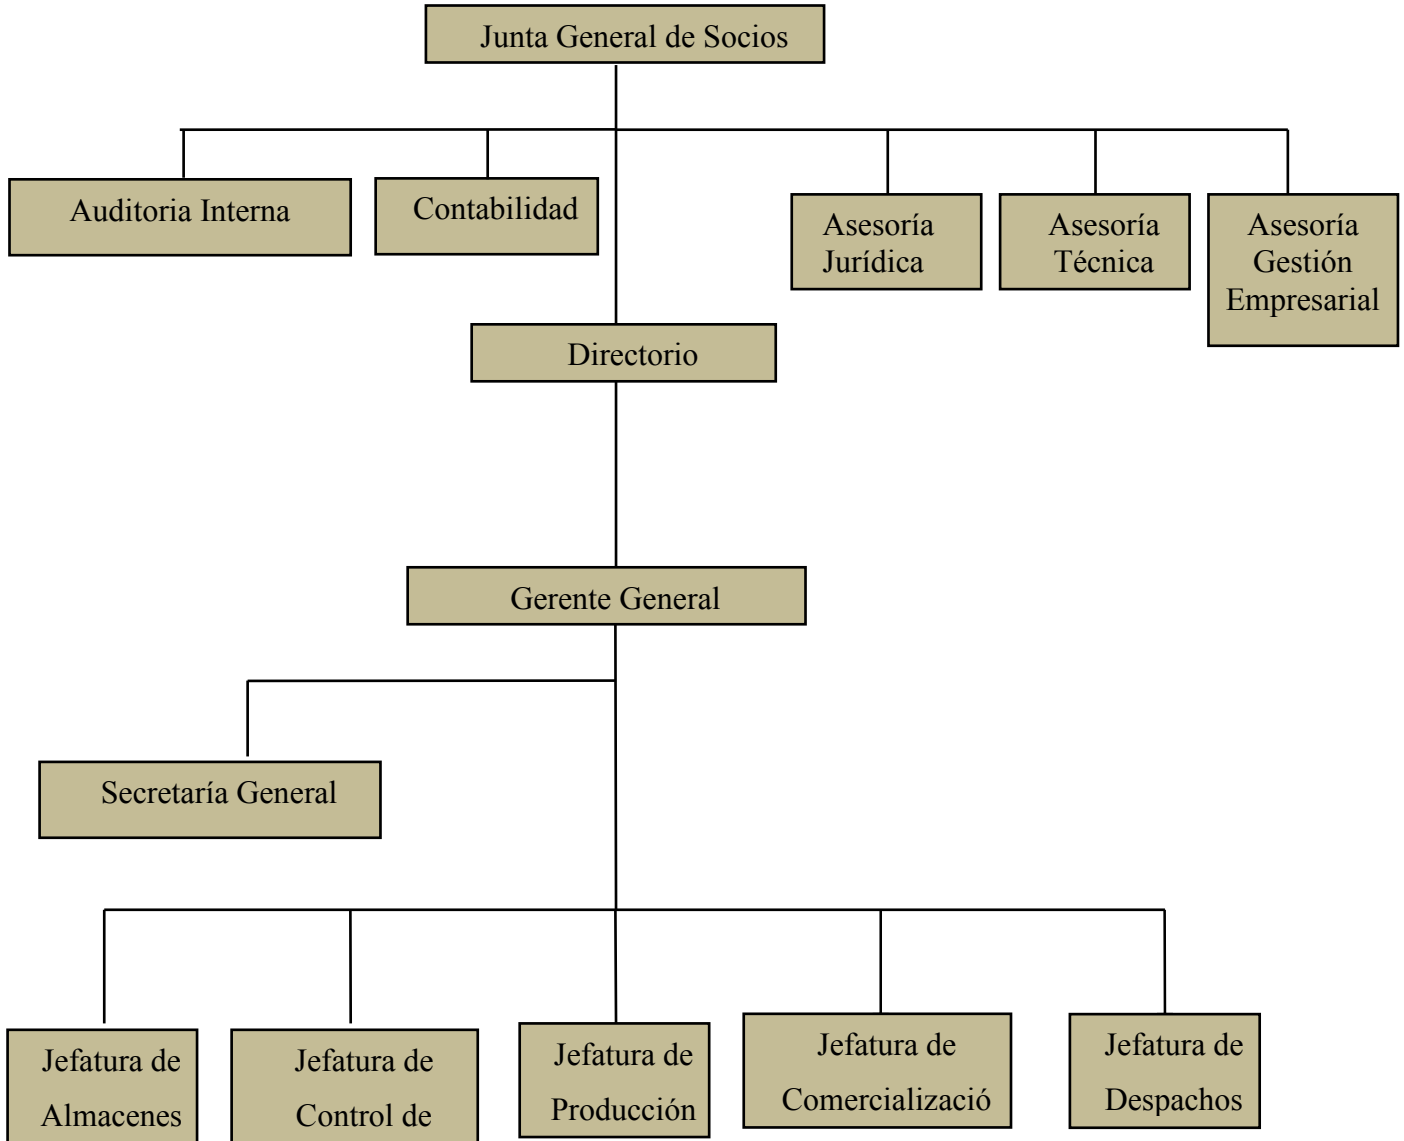 Junta General de Socios
Auditoria Interna
Contabilidad
Asesoría
Jurídica
Asesoría
Técnica
Asesoría
Gestión
Empresarial
Directorio
Gerente General
Secretaría General
Jefatura de
Almacenes
Jefatura de
Control de
Jefatura de
Producción
Jefatura de
Comercializació
Jefatura de
Despachos